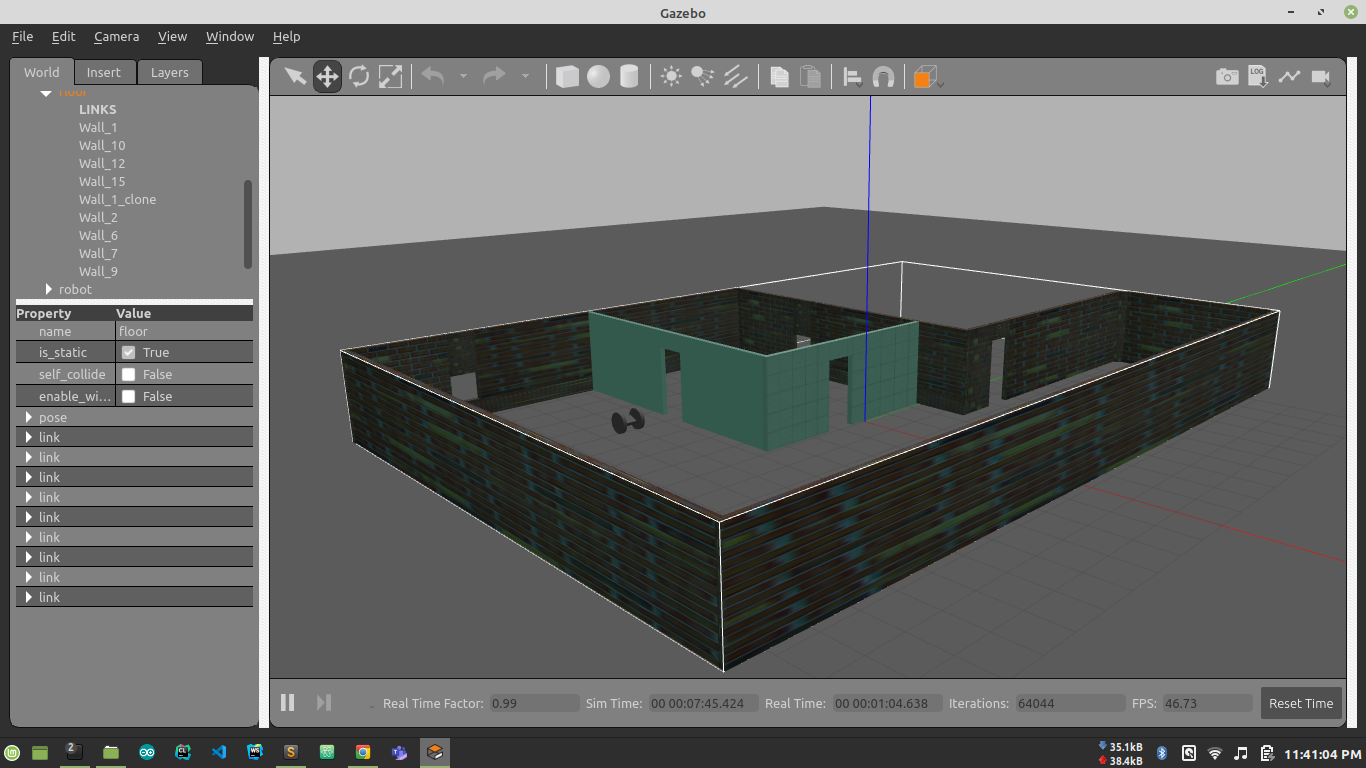 Gazebo
File Edit Camera View Window Help
World Insert Layers
LOG
floor
LINKS
Wall_1
Wall_10
Wall_12
Wall_15
Wall_1_clone
Wall_2
Wall_6
Wall_7
Wall_9
robot
Property Value
name floor
is_static True
self_collide False
enable_wi... False
pose
link
link
link
link
link
link
link
link
link
Real Time Factor: 0.99 Sim Time: 00 00:07:45.424 Real Time: 00 00:01:04.638 Iterations: 64044 FPS: 46.73 Reset Time
2 CL WS S 35.1kB
38.4kB
11:41:04 PM